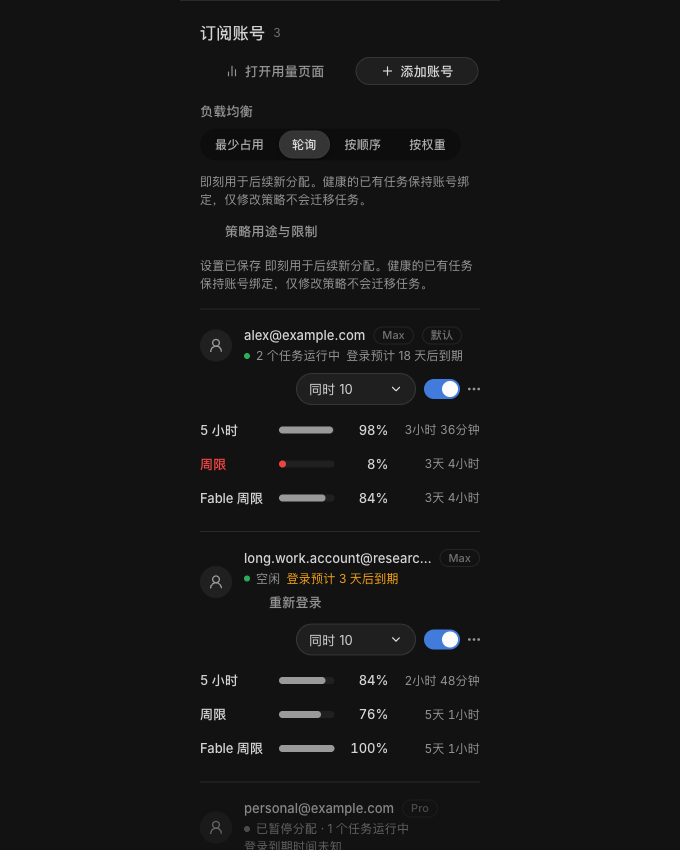 订阅账号 3
打开用量页面 添加账号
负载均衡
最少占用 轮询 按顺序 按权重
即刻用于后续新分配。健康的已有任务保持账号绑
定，仅修改策略不会迁移任务。
策略用途与限制
设置已保存 即刻用于后续新分配。健康的已有任务
保持账号绑定，仅修改策略不会迁移任务。
alex@example.com Max 默认
2 个任务运行中 登录预计 18 天后到期
同时 10
5 小时 98% 3小时 36分钟
周限 8% 3天 4小时
Fable 周限 84% 3天 4小时
long.work.account@researc... Max
空闲 登录预计 3 天后到期
重新登录
同时 10
5 小时 84% 2小时 48分钟
周限 76% 5天 1小时
Fable 周限 100% 5天 1小时
personal@example.com Pro
已暂停分配 · 1 个任务运行中
登录到期时间未知